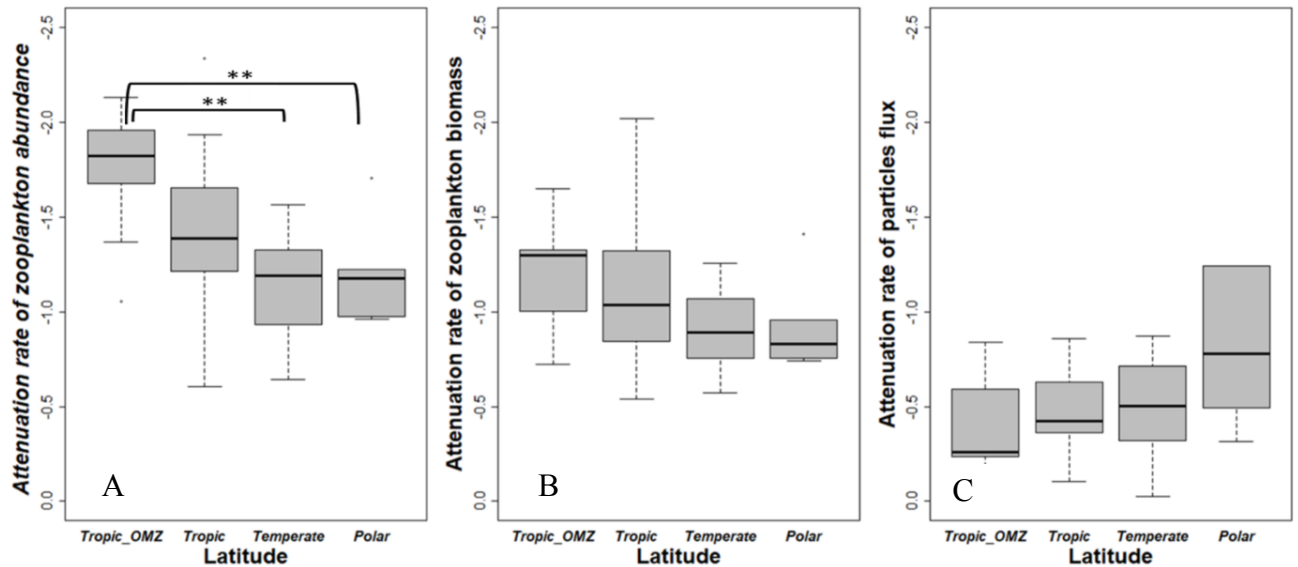 Attenuation rate of zooplankton abundance
-2.5
-2.0
-1.5
-1.0
-0.5
0.0
**
**
A
Tropic_OMZ Tropic Temperate Polar
Latitude
Attenuation rate of zooplankton biomass
-2.5
-2.0
-1.5
-1.0
-0.5
0.0
B
Tropic_OMZ Tropic Temperate Polar
Latitude
Attenuation rate of particles flux
-2.5
-2.0
-1.5
-1.0
-0.5
0.0
C
Tropic_OMZ Tropic Temperate Polar
Latitude